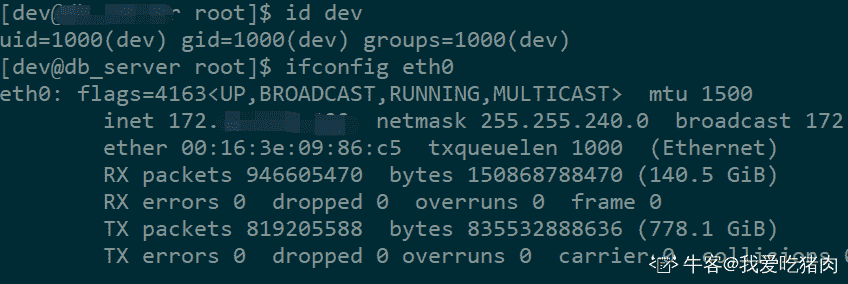 [dev@d er root]$ id dev
uid=1000(dev) gid=1000(dev) groups=1000(dev)
[dev@db_server root]$ ifconfig eth0
eth0: flags=4163<UP,BROADCAST,RUNNING,MULTICAST> mtu 1500
inet 172. netmask 255.255.240.0 broadcast 172
ether 00:16:3e:09:86:c5 txqueuelen 1000 (Ethernet)
RX packets 946605470 bytes 150868788470 (140.5 GiB)
RX errors 0 dropped 0 overruns 0 frame 0
TX packets 819205588 bytes 835532888636 (778.1 GiB)
TX errors 0 dropped 0 overruns 0 carrier 0 collisions 0
牛客@我爱吃猪肉